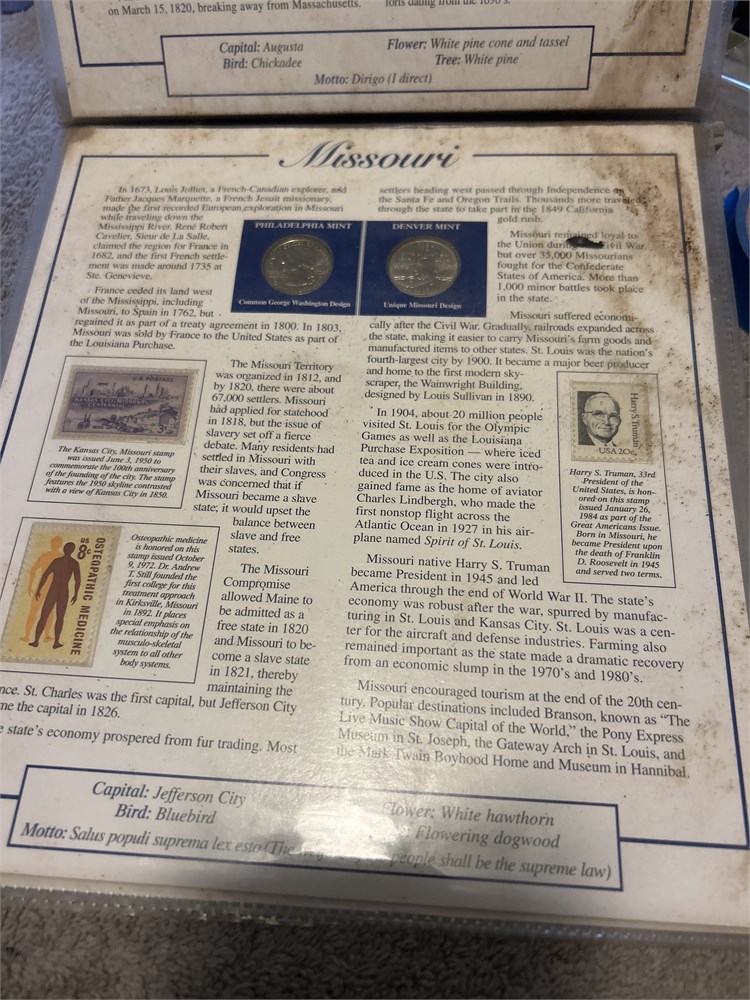 on March 15, 1820, breaking away from Massachusetts.
forts dating from the 1890's.
Capital: Augusta
Bird: Chickadee
Flower: White pine cone and tassel
Tree: White pine
Motto: Dirigo (I direct)
Missouri
In 1673, Louis Jolliet, a French-Canadian explorer, and
Father Jacques Marquette, a French Jesuit missionary,
made the first recorded European exploration in Missouri
while traveling down the
Mississippi River. René Robert
Cavelier, Sieur de La Salle,
claimed the region for France in
1682, and the first French settle-
ment was made around 1735 at
Ste. Genevieve.
France ceded its land west
of the Mississippi, including
Missouri, to Spain in 1762, but
regained it as part of a treaty agreement in 1800. In 1803,
Missouri was sold by France to the United States as part of
the Louisiana Purchase.
PHILADELPHIA MINT
Common George Washington Design
DENVER MINT
Unique Missouri Design
U.S. POSTAGE
KANSAS CITY, MISSOURI
CENTENNIAL
3¢
The Kansas City, Missouri stamp
was issued June 3, 1950 to
commemorate the 100th anniversary
of the founding of the city. The stamp
features the 1950 skyline contrasted
with a view of Kansas City in 1850.
The Missouri Territory
was organized in 1812, and
by 1820, there were about
67,000 settlers. Missouri
had applied for statehood
in 1818, but the issue of
slavery set off a fierce
debate. Many residents had
settled in Missouri with
their slaves, and Congress
was concerned that if
Missouri became a slave
state, it would upset the
balance between
slave and free
states.
US 8¢
OSTEOPATHIC MEDICINE
Osteopathic medicine
is honored on this
stamp issued October
9, 1972. Dr. Andrew
T. Still founded the
first college for this
treatment approach
in Kirksville, Missouri
in 1892. It places
special emphasis on
the relationship of the
musculo-skeletal
system to all other
body systems.
The Missouri
Compromise
allowed Maine to
be admitted as a
free state in 1820
and Missouri to be-
come a slave state
in 1821, thereby
maintaining the
nce. St. Charles was the first capital, but Jefferson City
me the capital in 1826.
e state's economy prospered from fur trading. Most
settlers heading west passed through Independence on
the Santa Fe and Oregon Trails. Thousands more traveled
through the state to take part in the 1849 California
gold rush.
Missouri remained loyal to
the Union during Civil War,
but over 35,000 Missourians
fought for the Confederate
States of America. More than
1,000 minor battles took place
in the state.
Missouri suffered economi-
cally after the Civil War. Gradually, railroads expanded across
the state, making it easier to carry Missouri's farm goods and
manufactured items to other states. St. Louis was the nation's
fourth-largest city by 1900. It became a major beer producer
and home to the first modern sky-
scraper, the Wainwright Building,
designed by Louis Sullivan in 1890.
In 1904, about 20 million people
visited St. Louis for the Olympic
Games as well as the Louisiana
Purchase Exposition — where iced
tea and ice cream cones were intro-
duced in the U.S. The city also
gained fame as the home of aviator
Charles Lindbergh, who made the
first nonstop flight across the
Atlantic Ocean in 1927 in his air-
plane named Spirit of St. Louis.
Harry S. Truman
USA 20c
Harry S. Truman, 33rd
President of the
United States, is hon-
ored on this stamp
issued January 26,
1984 as part of the
Great Americans Issue.
Born in Missouri, he
became President upon
the death of Franklin
D. Roosevelt in 1945
and served two terms.
Missouri native Harry S. Truman
became President in 1945 and led
America through the end of World War II. The state's
economy was robust after the war, spurred by manufac-
turing in St. Louis and Kansas City. St. Louis was a cen-
ter for the aircraft and defense industries. Farming also
remained important as the state made a dramatic recovery
from an economic slump in the 1970's and 1980's.
Missouri encouraged tourism at the end of the 20th cen-
tury. Popular destinations included Branson, known as "The
Live Music Show Capital of the World," the Pony Express
Museum in St. Joseph, the Gateway Arch in St. Louis, and
the Mark Twain Boyhood Home and Museum in Hannibal.
Capital: Jefferson City
Bird: Bluebird
Flower: White hawthorn
Flowering dogwood
Motto: Salus populi suprema lex esto (The people shall be the supreme law)